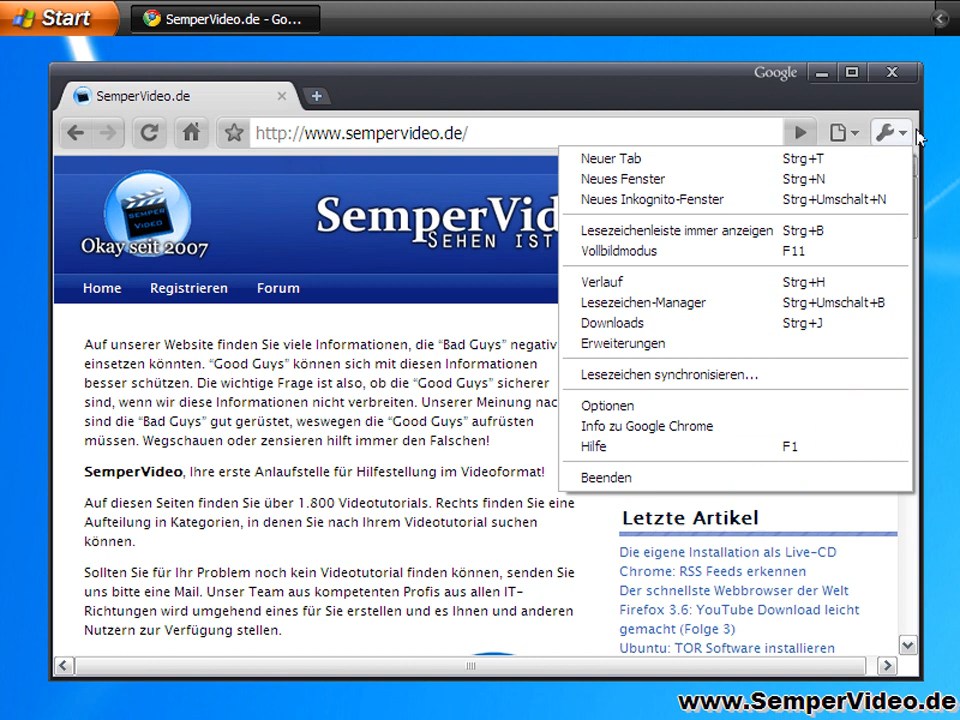 Start
SemperVideo.de - Go...
Google
SemperVideo.de
http://www.sempervideo.de/
Neuer Tab Strg+T
Neues Fenster Strg+N
Neues Inkognito-Fenster Strg+Umschalt+N
Lesezeichenleiste immer anzeigen Strg+B
Vollbildmodus F11
Verlauf Strg+H
Lesezeichen-Manager Strg+Umschalt+B
Downloads Strg+J
Erweiterungen
Lesezeichen synchronisieren...
Optionen
Info zu Google Chrome
Hilfe F1
Beenden
SEMPER
VIDEO
Okay seit 2007
SemperVid
SEHEN IST
Home Registrieren Forum
Auf unserer Website finden Sie viele Informationen, die “Bad Guys” negativ
einsetzen könnten. “Good Guys” können sich mit diesen Informationen
besser schützen. Die wichtige Frage ist also, ob die “Good Guys” sicherer
sind, wenn wir diese Informationen nicht verbreiten. Unserer Meinung nac
sind die “Bad Guys” gut gerüstet, weswegen die “Good Guys” aufrüsten
müssen. Wegschauen oder zensieren hilft immer den Falschen!
SemperVideo, Ihre erste Anlaufstelle für Hilfestellung im Videoformat!
Auf diesen Seiten finden Sie über 1.800 Videotutorials. Rechts finden Sie eine
Aufteilung in Kategorien, in denen Sie nach Ihrem Videotutorial suchen
können.
Sollten Sie für Ihr Problem noch kein Videotutorial finden können, senden Sie
uns bitte eine Mail. Unser Team aus kompetenten Profis aus allen IT-
Richtungen wird umgehend eines für Sie erstellen und es Ihnen und anderen
Nutzern zur Verfügung stellen.
Letzte Artikel
Die eigene Installation als Live-CD
Chrome: RSS Feeds erkennen
Der schnellste Webbrowser der Welt
Firefox 3.6: YouTube Download leicht
gemacht (Folge 3)
Ubuntu: TOR Software installieren
www.SemperVideo.de